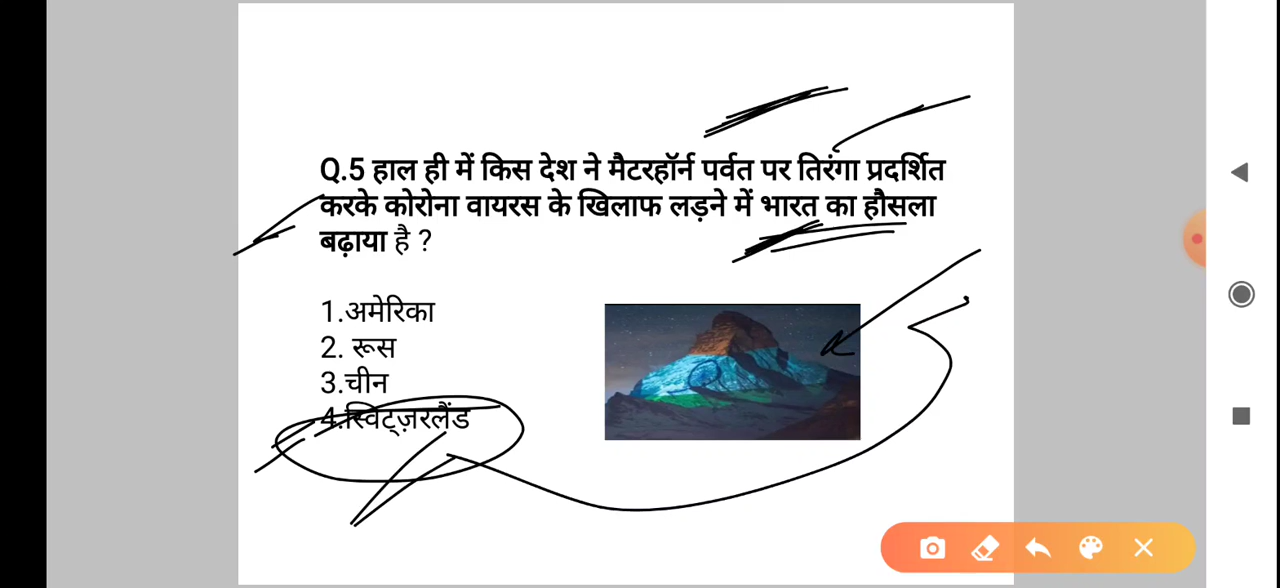 Q.5 हाल ही में किस देश ने मैटरहॉर्न पर्वत पर तिरंगा प्रदर्शित
करके कोरोना वायरस के खिलाफ लड़ने में भारत का हौसला
बढ़ाया है ?
1.अमेरिका
2. रूस
3.चीन
4.स्विट्ज़रलैंड